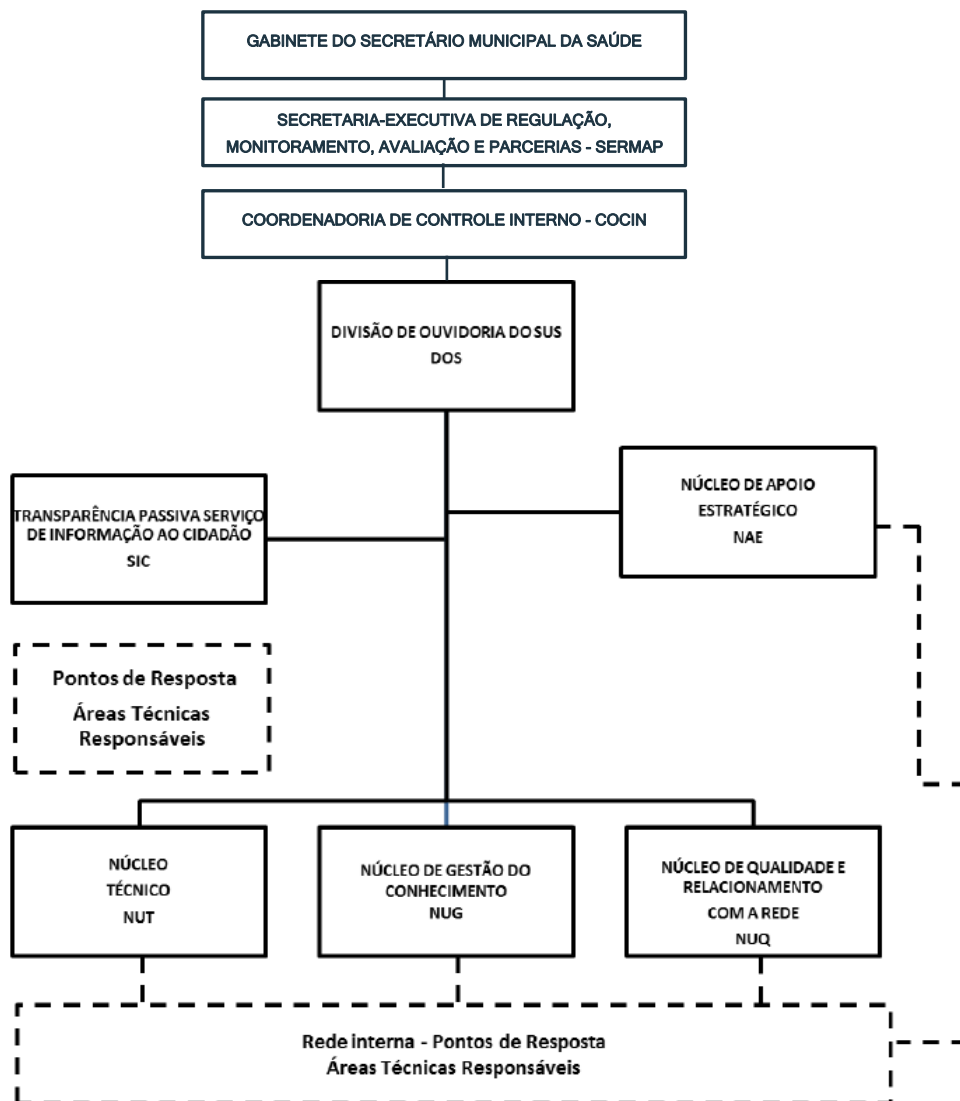 GABINETE DO SECRETÁRIO MUNICIPAL DA SAÚDE
SECRETARIA-EXECUTIVA DE REGULAÇÃO,
MONITORAMENTO, AVALIAÇÃO E PARCERIAS - SERMAP
COORDENADORIA DE CONTROLE INTERNO - COCIN
DIVISÃO DE OUVIDORIA DO SUS
DOS
NÚCLEO DE APOIO
ESTRATÉGICO
NAE
TRANSPARÊNCIA PASSIVA SERVIÇO
DE INFORMAÇÃO AO CIDADÃO
SIC
Pontos de Resposta
Áreas Técnicas
Responsáveis
NÚCLEO
TÉCNICO
NUT
NÚCLEO DE GESTÃO DO
CONHECIMENTO
NUG
NÚCLEO DE QUALIDADE E
RELACIONAMENTO
COM A REDE
NUQ
Rede interna - Pontos de Resposta
Áreas Técnicas Responsáveis